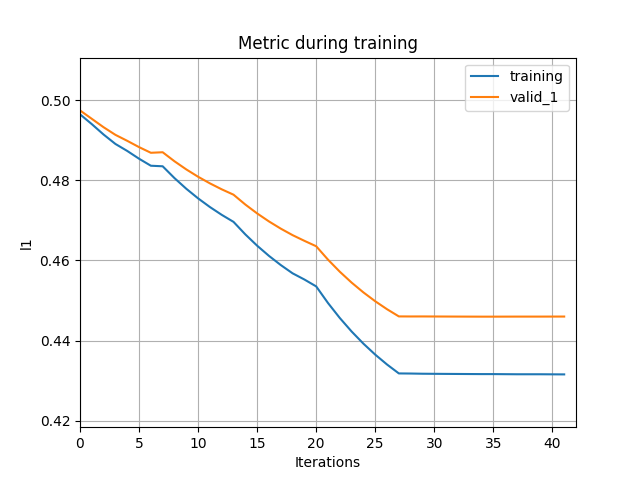 Metric during training
training
valid_1
l1
0.50
0.48
0.46
0.44
0.42
0 5 10 15 20 25 30 35 40
Iterations